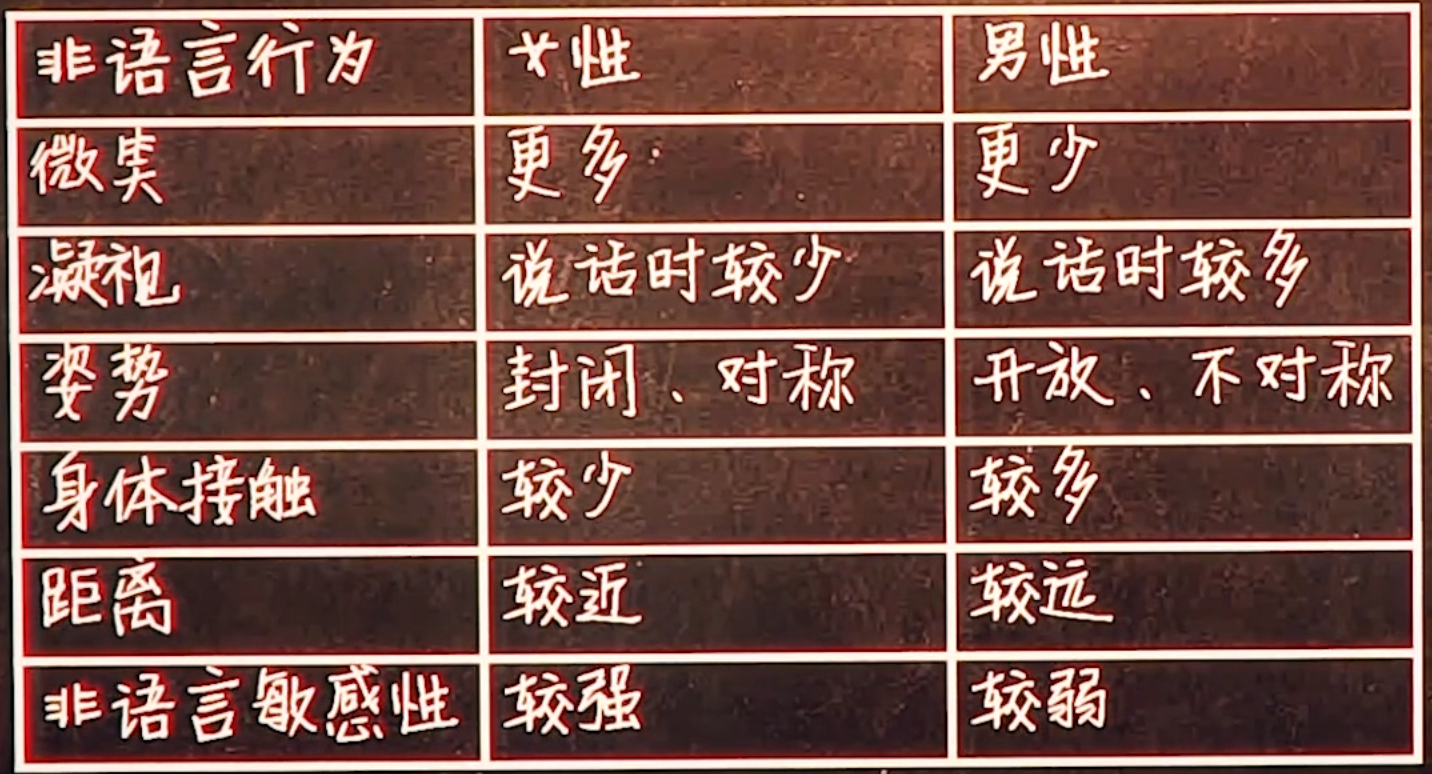 非语言行为 女性 男性
微笑 更多 更少
凝视 说话时较少 说话时较多
姿势 封闭、对称 开放、不对称
身体接触 较少 较多
距离 较近 较远
非语言敏感性 较强 较弱